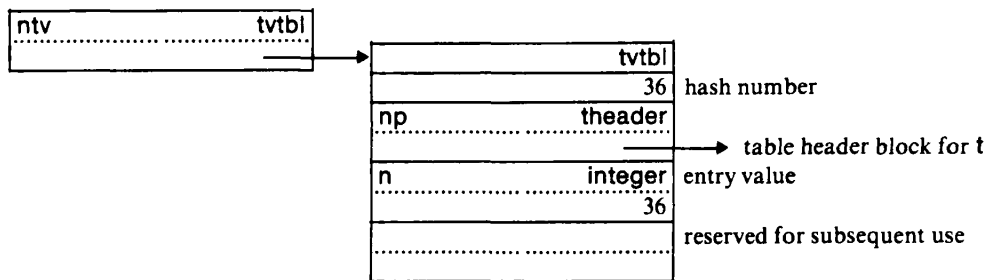 ntv tvtbl
tvtbl
36 hash number
np theader
table header block for t
n integer entry value
36
reserved for subsequent use